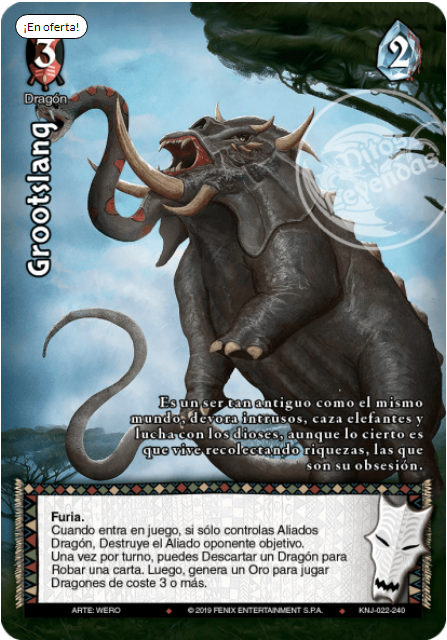 ¡En oferta!
3
2
Dragón
Grootslang
Mitos
Leyendas
Es un ser tan antiguo como el mismo
mundo, devora intrusos, caza elefantes y
lucha con los dioses, aunque lo cierto es
que vive recolectando riquezas, las que
son su obsesión.
Furia.
Cuando entra en juego, si sólo controlas Aliados
Dragón, Destruye el Aliado oponente objetivo.
Una vez por turno, puedes Descartar un Dragón para
Robar una carta. Luego, genera un Oro para jugar
Dragones de coste 3 o más.
ARTE: WERO ◆ © 2019 FENIX ENTERTAINMENT S.P.A. ◆ KNJ-022-240